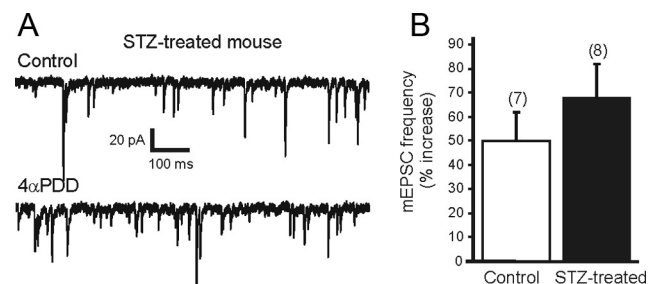 A
STZ-treated mouse
Control
20 pA
100 ms
4αPDD
B
mEPSC frequency
(% increase)
90
80
70
60
50
40
30
20
10
0
(7)
(8)
Control
STZ-treated